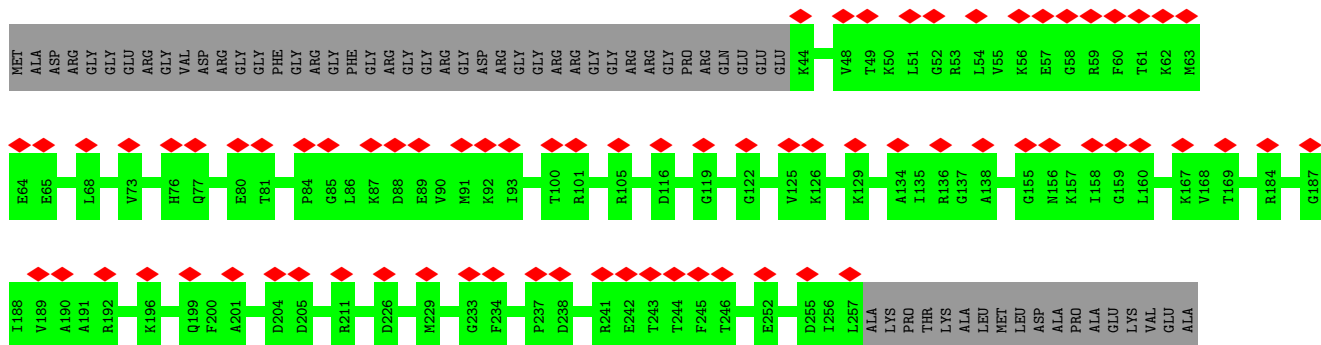 MET ALA ASP ARG GLY GLY GLU ARG GLY VAL ASP ARG GLY GLY PHE GLY ARG GLY PHE GLY ARG GLY GLY ARG GLY ASP ARG GLY GLY ARG ARG GLY GLY ARG ARG GLY PRO ARG GLN GLU GLU GLU K44 V48 T49 K50 L51 G52 R53 L54 V55 K56 E57 G58 R59 F60 T61 K62 M63
E64 E65 L68 V73 H76 Q77 E80 T81 P84 G85 L86 K87 D88 E89 V90 M91 K92 I93 T100 R101 R105 D116 G119 G122 V125 K126 K129 A134 I135 R136 G137 A138 G155 N156 K157 I158 G159 L160 K167 V168 T169 R184 G187
I188 V189 A190 A191 R192 K196 Q199 F200 A201 D204 D205 R211 D226 M229 G233 F234 P237 D238 R241 E242 T243 T244 F245 T246 E252 D255 I256 L257 ALA LYS PRO THR LYS ALA LEU MET LEU ASP ALA PRO ALA GLU LYS VAL GLU ALA